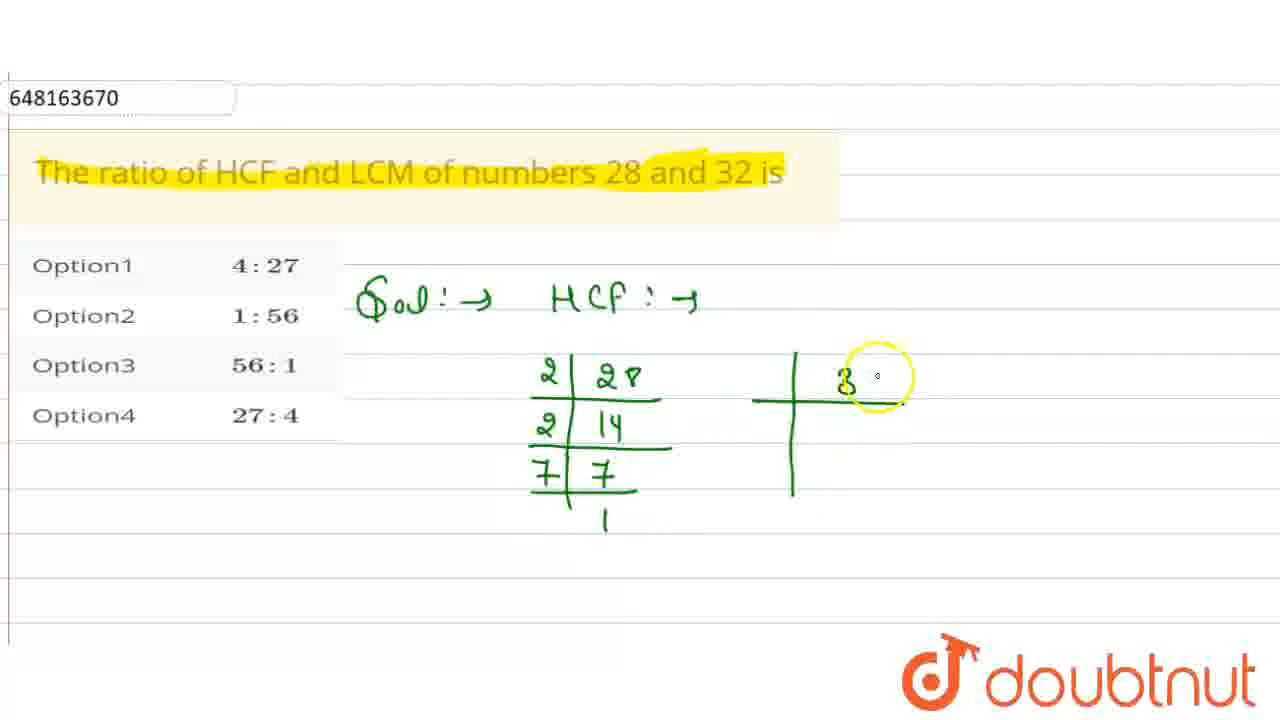 648163670
The ratio of HCF and LCM of numbers 28 and 32 is
Option1 4 : 27
Option2 1 : 56
Option3 56 : 1
Option4 27 : 4
Sol : → HCF : →
2 28
2 14
7 7
1
3
doubtnut